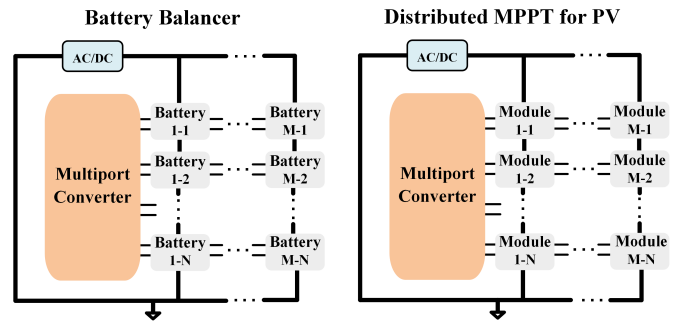 Battery Balancer
AC/DC
Multiport
Converter
Battery
1-1
Battery
M-1
Battery
1-2
Battery
M-2
Battery
1-N
Battery
M-N
Distributed MPPT for PV
AC/DC
Multiport
Converter
Module
1-1
Module
M-1
Module
1-2
Module
M-2
Module
1-N
Module
M-N